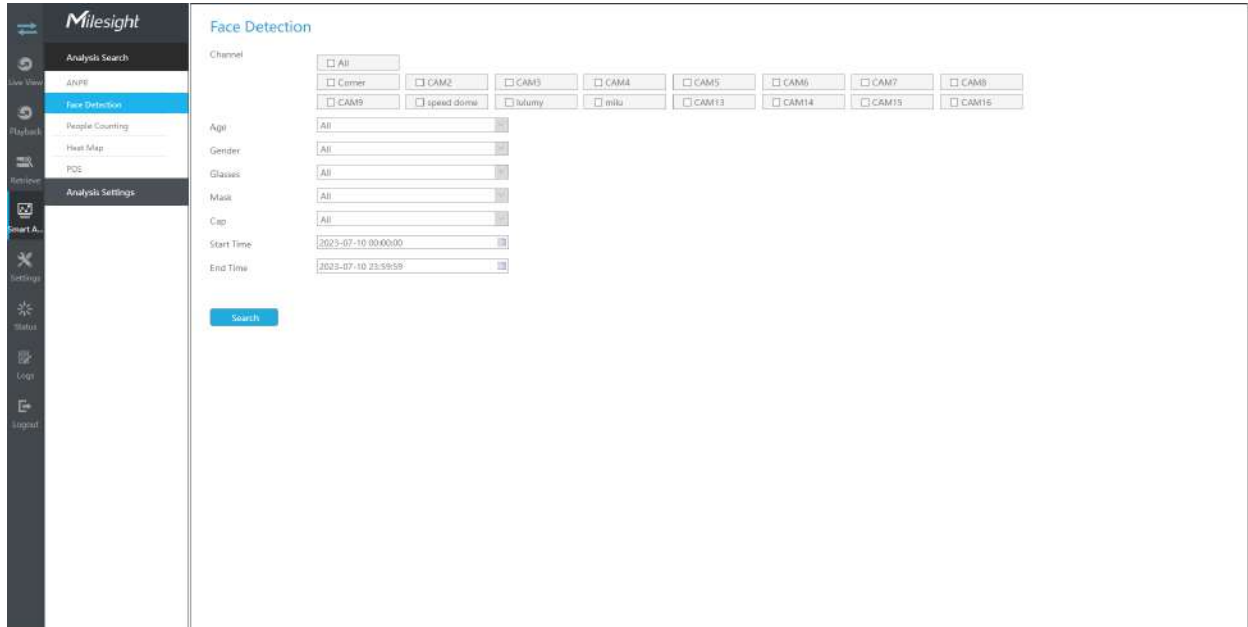 Milesight
Live View
Playback
Retrieve
Smart A...
Settings
Status
Logs
Logout
Analysis Search
ANPR
Face Detection
People Counting
Heat Map
POS
Analysis Settings
Face Detection
Channel
All
Corner CAM2 CAM3 CAM4 CAM5 CAM6 CAM7 CAM8
CAM9 speed dome lulumy milu CAM13 CAM14 CAM15 CAM16
Age All
Gender All
Glasses All
Mask All
Cap All
Start Time 2023-07-10 00:00:00
End Time 2023-07-10 23:59:59
Search